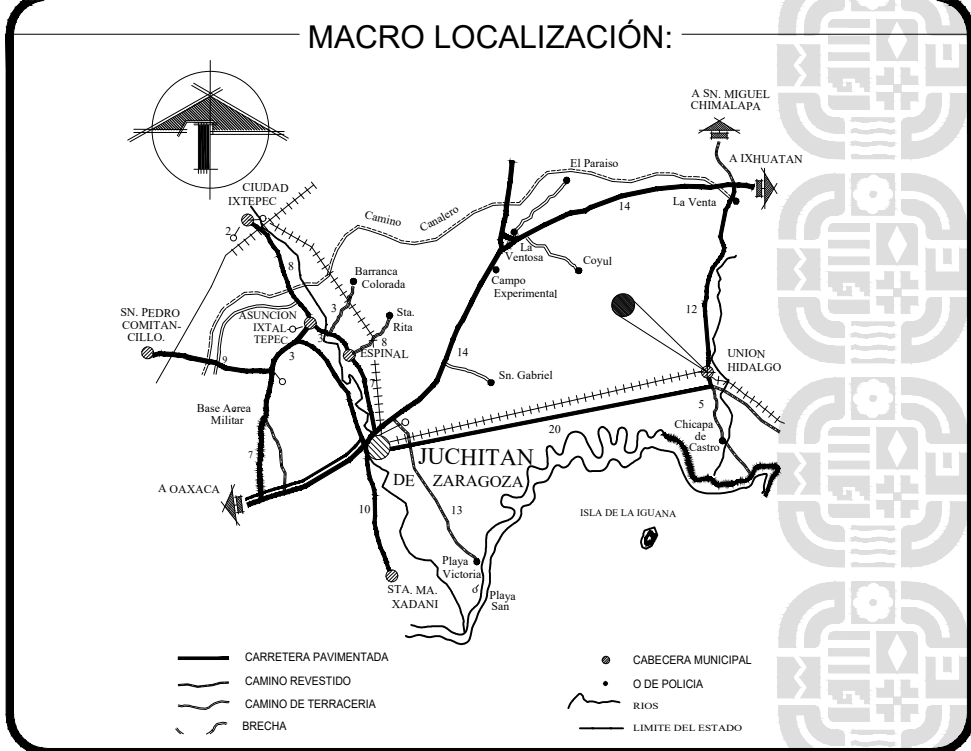 MACRO LOCALIZACIÓN:
A SN. MIGUEL
CHIMALAPA
A IXHUATAN
El Paraiso
14
La Venta
CIUDAD
IXTEPEC
2
Camino
Canalero
8
La
Ventosa
Coyul
Campo
Experimental
Barranca
Colorada
3
Sta.
Rita
8
SN. PEDRO
COMITAN-
CILLO.
ASUNCION
IXTAL-
TEPEC
3
ESPINAL
9
3
7
12
UNION
HIDALGO
14
Sn. Gabriel
Base Aerea
Militar
5
20
Chicapa
de
Castro
7
JUCHITAN
DE ZARAGOZA
A OAXACA
10
13
ISLA DE LA IGUANA
Playa
Victoria
STA. MA.
XADANI
o
Playa
San
CARRETERA PAVIMENTADA
CAMINO REVESTIDO
CAMINO DE TERRACERIA
BRECHA
CABECERA MUNICIPAL
O DE POLICIA
RIOS
LIMITE DEL ESTADO